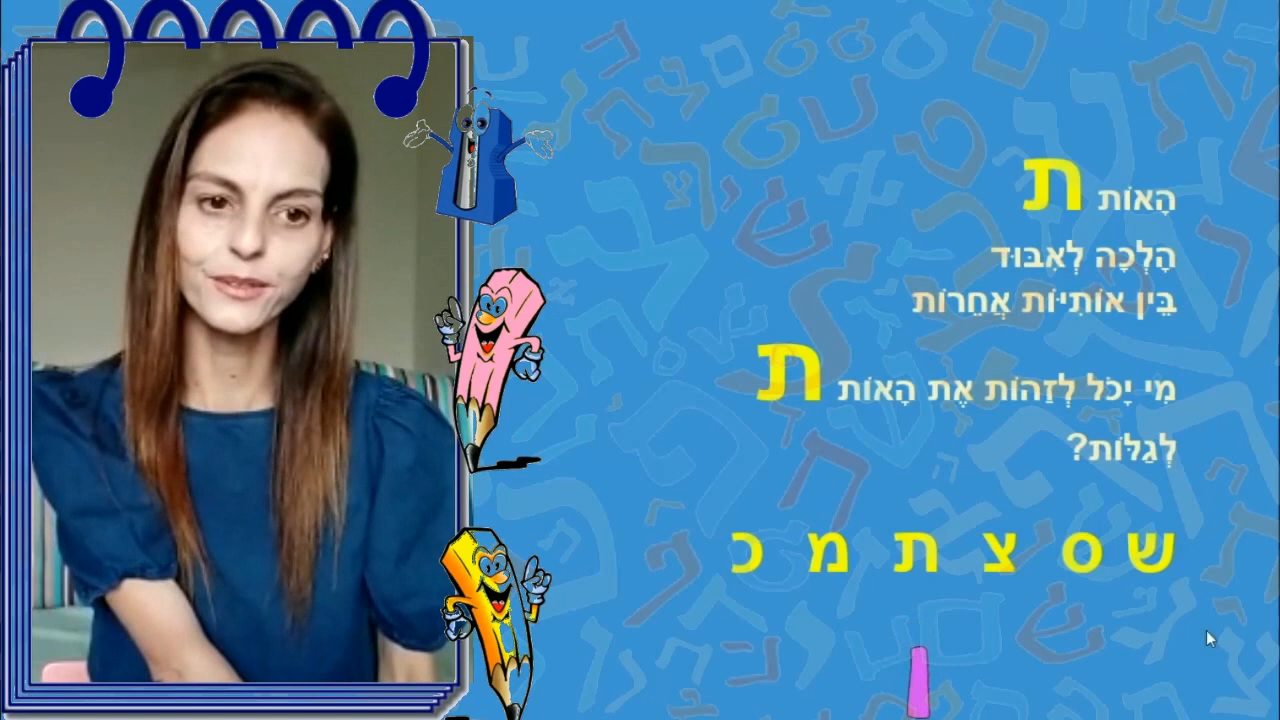 הָאוֹת ת
הָלְכָה לְאִבּוּד
בֵּין אוֹתִיּוֹת אֲחֵרוֹת
מִי יָכֹל לְזַהוֹת אֶת הָאוֹת ת
לְגַלּוֹת?
ש ס צ ת מ כ